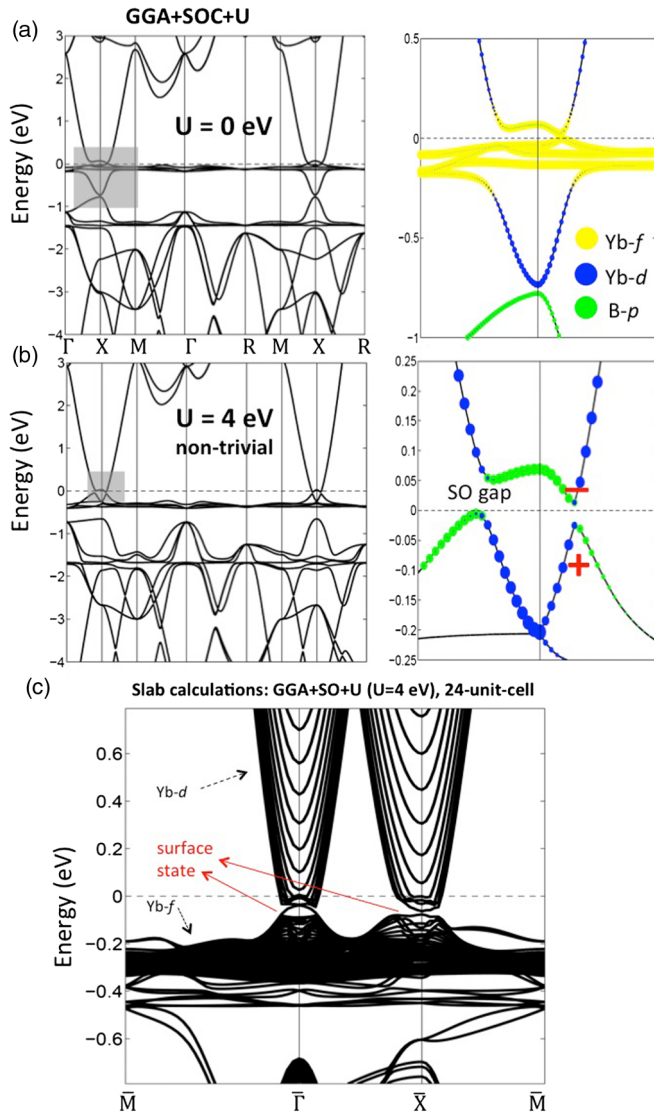 GGA+SOC+U
(a)
3
2
1
0
−1
−2
−3
−4
Energy (eV)
U = 0 eV
Γ X M Γ R M X R
0.5
0
−0.5
−1
Yb-f
Yb-d
B-p
(b)
3
2
1
0
−1
−2
−3
−4
Energy (eV)
U = 4 eV
non-trivial
0.25
0.20
0.15
0.10
0.05
0
−0.05
−0.1
−0.15
−0.2
−0.25
SO gap
−
+
(c)
Slab calculations: GGA+SO+U (U=4 eV), 24-unit-cell
0.6
0.4
0.2
0
−0.2
−0.4
−0.6
Energy (eV)
Yb-d
surface
state
Yb-f
M̄ Γ̄ X̄ M̄